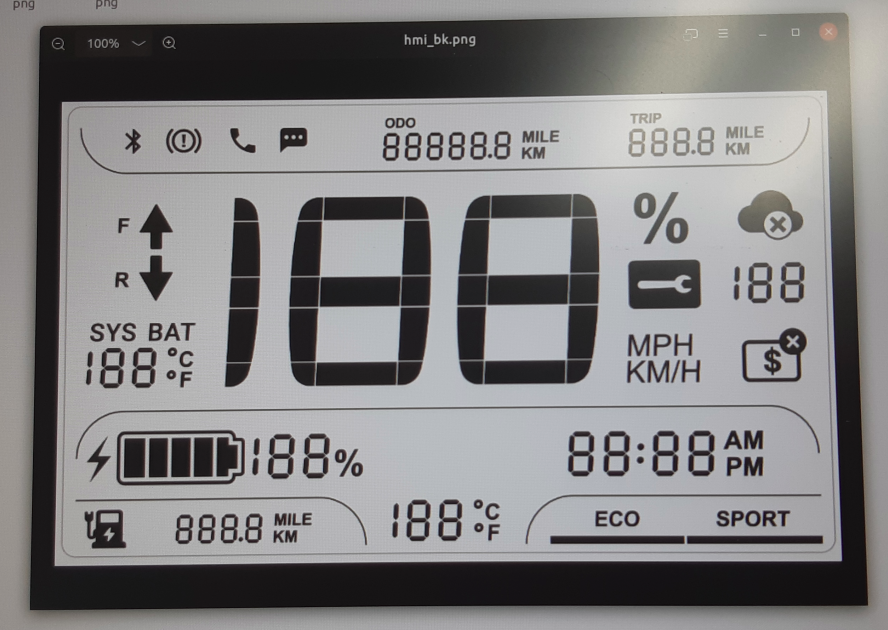 png png
100% hmi_bk.png
ODO
88888.8 MILE
KM
TRIP
888.8 MILE
KM
F
R
188
%
188
SYS BAT
188 °C
°F
MPH
KM/H
$
188%
88:88 AM
PM
888.8 MILE
KM
188 °C
°F
ECO SPORT